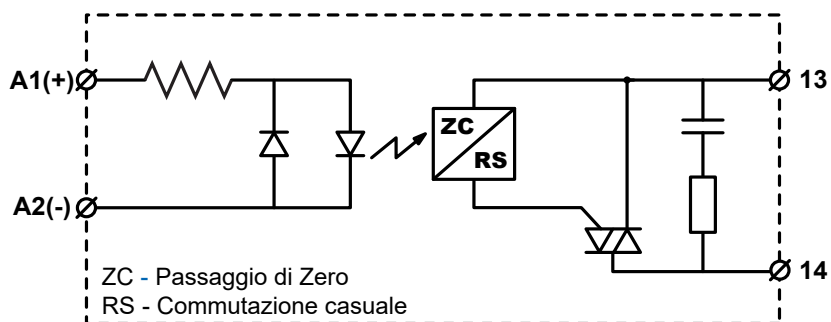 A1(+)
13
ZC
RS
A2(-)
14
ZC - Passaggio di Zero
RS - Commutazione casuale